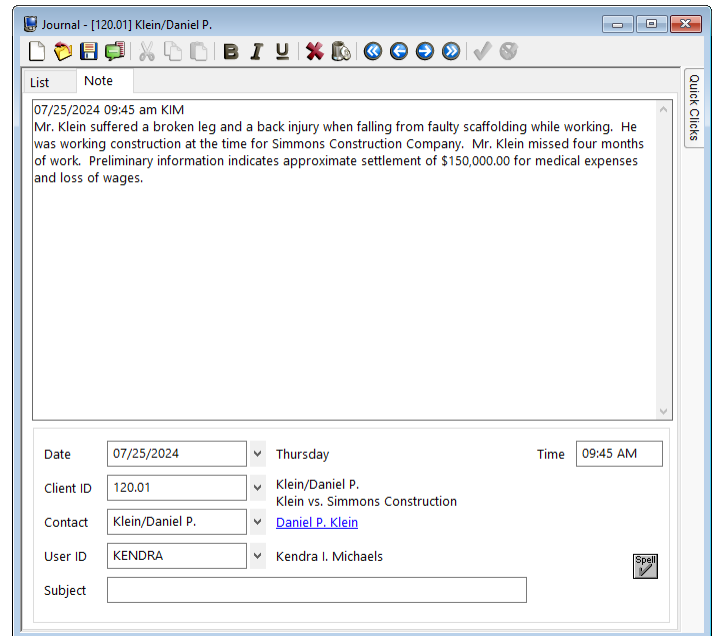 Journal - [120.01] Klein/Daniel P.
B I U
List Note
Quick Clicks
07/25/2024 09:45 am KIM
Mr. Klein suffered a broken leg and a back injury when falling from faulty scaffolding while working.  He
was working construction at the time for Simmons Construction Company.  Mr. Klein missed four months
of work.  Preliminary information indicates approximate settlement of $150,000.00 for medical expenses
and loss of wages.
Date 07/25/2024 Thursday Time 09:45 AM
Client ID 120.01 Klein/Daniel P.
Klein vs. Simmons Construction
Contact Klein/Daniel P. Daniel P. Klein
User ID KENDRA Kendra I. Michaels
Spell
Subject